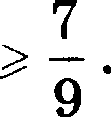 ⩾ 7/9 .